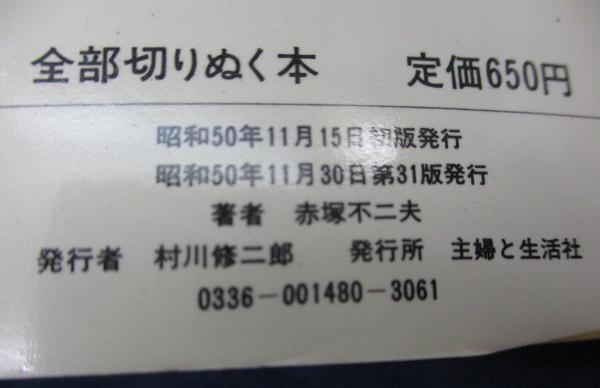 全部切りぬく本　定価650円
昭和50年11月15日初版発行
昭和50年11月30日第31版発行
著者　赤塚不二夫
発行者　村川修二郎　発行所　主婦と生活社
0336-001480-3061